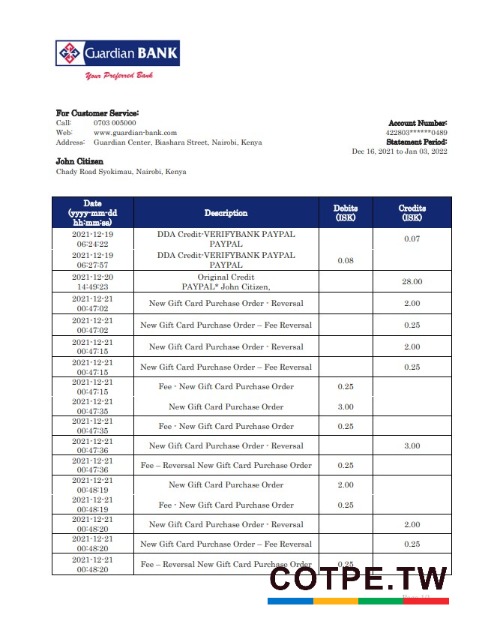 Guardian BANK
Your Preferred Bank
For Customer Service:
Call: 0703 005000
Web: www.guardian-bank.com
Address: Guardian Center, Biashara Street, Nairobi, Kenya
Account Number:
422803******0489
Statement Period:
Dec 16, 2021 to Jan 03, 2022
John Citizen
Chady Road Syokimau, Nairobi, Kenya
Date (yyyy-mm-dd hh:mm:ss) Description Debits (ISK) Credits (ISK)
2021-12-19 06:24:22 DDA Credit-VERIFYBANK PAYPAL PAYPAL 0.07
2021-12-19 06:27:57 DDA Credit-VERIFYBANK PAYPAL PAYPAL 0.08
2021-12-20 14:49:23 Original Credit PAYPAL* John Citizen, 28.00
2021-12-21 00:47:02 New Gift Card Purchase Order - Reversal 2.00
2021-12-21 00:47:02 New Gift Card Purchase Order – Fee Reversal 0.25
2021-12-21 00:47:15 New Gift Card Purchase Order - Reversal 2.00
2021-12-21 00:47:15 New Gift Card Purchase Order – Fee Reversal 0.25
2021-12-21 00:47:15 Fee - New Gift Card Purchase Order 0.25
2021-12-21 00:47:35 New Gift Card Purchase Order 3.00
2021-12-21 00:47:35 Fee - New Gift Card Purchase Order 0.25
2021-12-21 00:47:36 New Gift Card Purchase Order - Reversal 3.00
2021-12-21 00:47:36 Fee – Reversal New Gift Card Purchase Order 0.25
2021-12-21 00:48:19 New Gift Card Purchase Order 2.00
2021-12-21 00:48:19 Fee - New Gift Card Purchase Order 0.25
2021-12-21 00:48:20 New Gift Card Purchase Order - Reversal 2.00
2021-12-21 00:48:20 New Gift Card Purchase Order – Fee Reversal 0.25
2021-12-21 00:48:20 Fee – Reversal New Gift Card Purchase Order 0.25
COTPE.TW